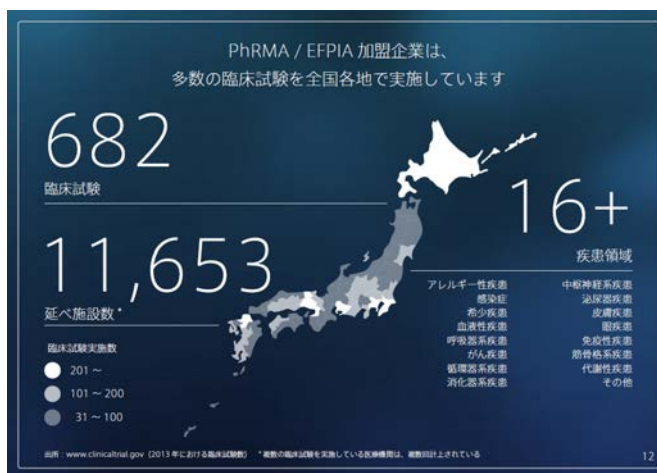 PhRMA / EFPIA 加盟企業は、
多数の臨床試験を全国各地で実施しています
682
臨床試験
11,653
延べ施設数*
臨床試験実施数
201 ～
101 ～ 200
31 ～ 100
16+
疾患領域
アレルギー性疾患
感染症
希少疾患
血液性疾患
呼吸器系疾患
がん疾患
循環器系疾患
消化器系疾患
中枢神経系疾患
泌尿器疾患
皮膚疾患
眼疾患
免疫性疾患
筋骨格系疾患
代謝性疾患
その他
出所：www.clinicaltrial.gov（2013 年における臨床試験数） *複数の臨床試験を実施している医療機関は、複数回計上されている
12